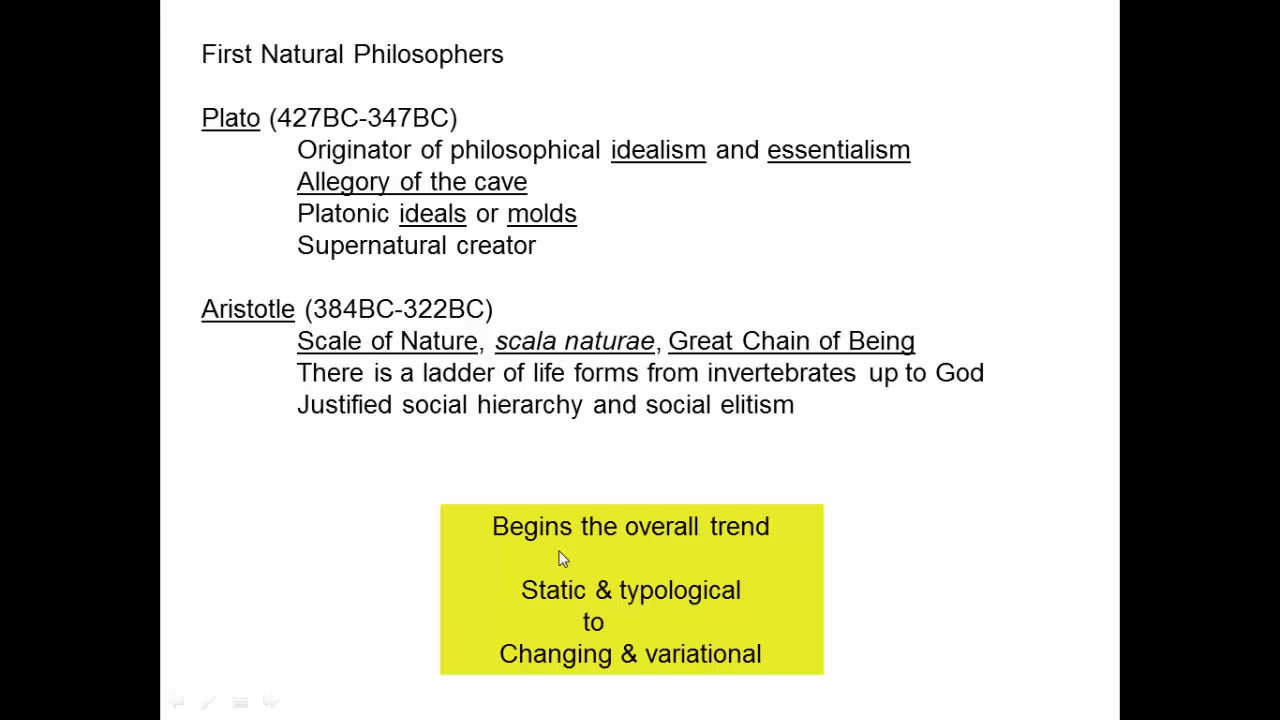 First Natural Philosophers
Plato (427BC-347BC)
Originator of philosophical idealism and essentialism
Allegory of the cave
Platonic ideals or molds
Supernatural creator
Aristotle (384BC-322BC)
Scale of Nature, scala naturae, Great Chain of Being
There is a ladder of life forms from invertebrates up to God
Justified social hierarchy and social elitism
Begins the overall trend
Static & typological
to
Changing & variational